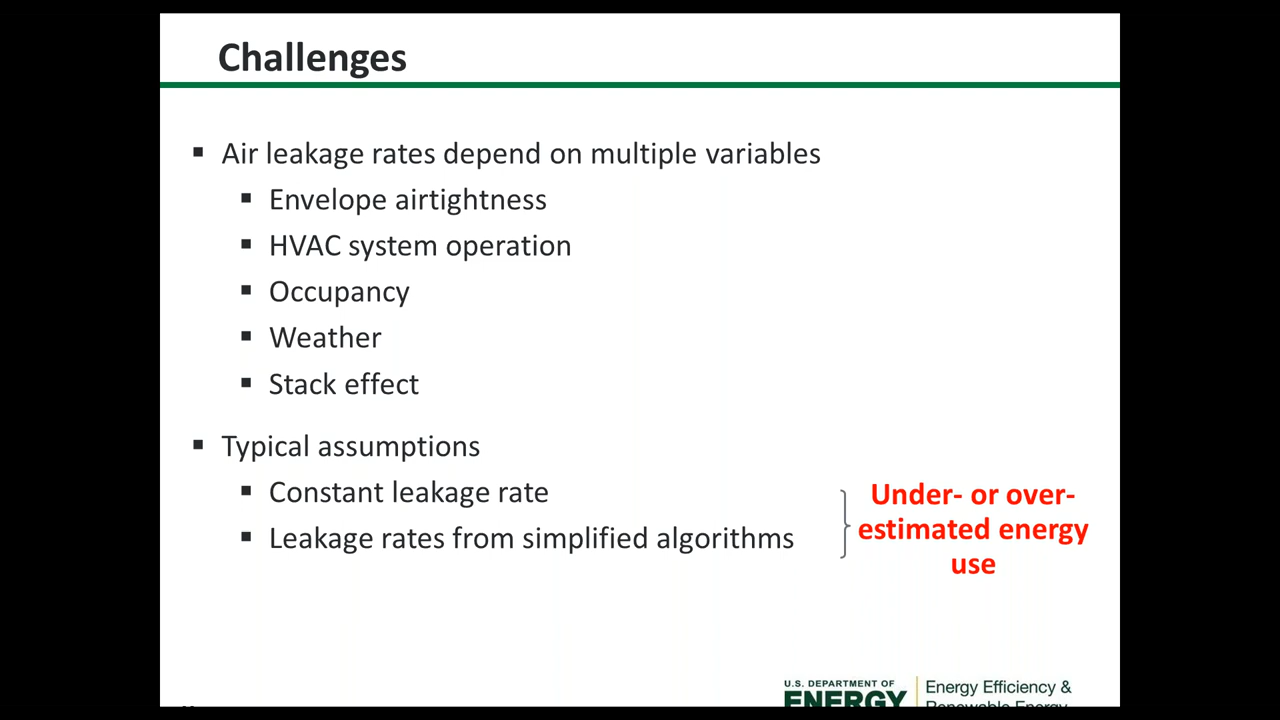 Challenges
▪ Air leakage rates depend on multiple variables
▪ Envelope airtightness
▪ HVAC system operation
▪ Occupancy
▪ Weather
▪ Stack effect
▪ Typical assumptions
▪ Constant leakage rate
▪ Leakage rates from simplified algorithms
Under- or over-
estimated energy
use
U.S. DEPARTMENT OF
ENERGY
Energy Efficiency &
Renewable Energy